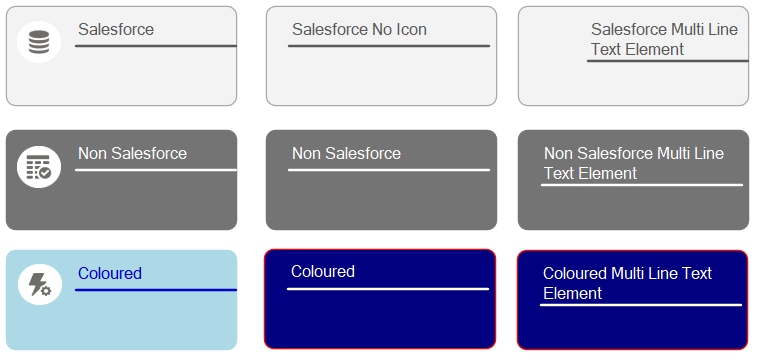 Salesforce
Salesforce No Icon
Salesforce Multi Line
Text Element
Non Salesforce
Non Salesforce
Non Salesforce Multi Line
Text Element
Coloured
Coloured
Coloured Multi Line Text
Element